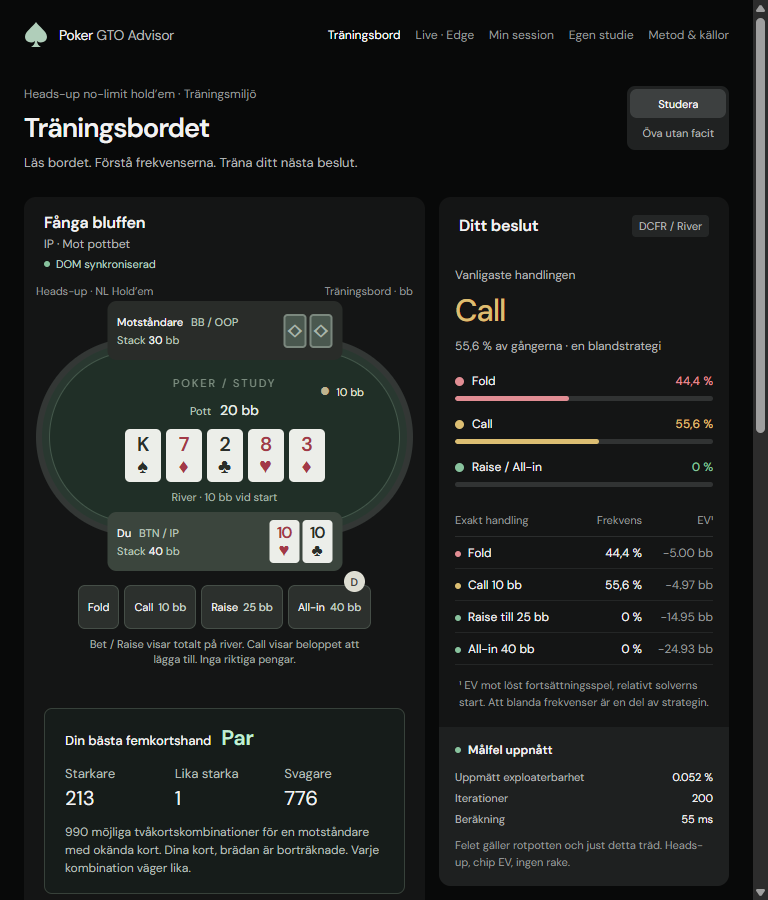 Poker GTO Advisor
Träningsbord Live · Edge Min session Egen studie Metod & källor
Heads-up no-limit hold’em · Träningsmiljö
Träningsbordet
Läs bordet. Förstå frekvenserna. Träna ditt nästa beslut.
Studera
Öva utan facit
Fånga bluffen
IP · Mot pottbet
DOM synkroniserad
Heads-up · NL Hold’em Träningsbord · bb
Motståndare BB / OOP
Stack 30 bb
POKER / STUDY
10 bb
Pott 20 bb
K♠ 7♦ 2♣ 8♥ 3♦
River · 10 bb vid start
Du BTN / IP
Stack 40 bb
10♥ 10♣
D
Fold Call 10 bb Raise 25 bb All-in 40 bb
Bet / Raise visar totalt på river. Call visar beloppet att
lägga till. Inga riktiga pengar.
Din bästa femkortshand Par
Starkare Lika starka Svagare
213 1 776
990 möjliga tvåkortskombinationer för en motståndare
med okända kort. Dina kort, brädan är borträknade. Varje
kombination väger lika.
Ditt beslut DCFR / River
Vanligaste handlingen
Call
55,6 % av gångerna · en blandstrategi
Fold 44,4 %
Call 55,6 %
Raise / All-in 0 %
Exakt handling Frekvens EV¹
Fold 44,4 % −5.00 bb
Call 10 bb 55,6 % −4.97 bb
Raise till 25 bb 0 % −14.95 bb
All-in 40 bb 0 % −24.93 bb
¹ EV mot löst fortsättningsspel, relativt solverns
start. Att blanda frekvenser är en del av strategin.
Målfel uppnått
Uppmätt exploaterbarhet 0.052 %
Iterationer 200
Beräkning 55 ms
Felet gäller rotpotten och just detta träd. Heads-
up, chip EV, ingen rake.